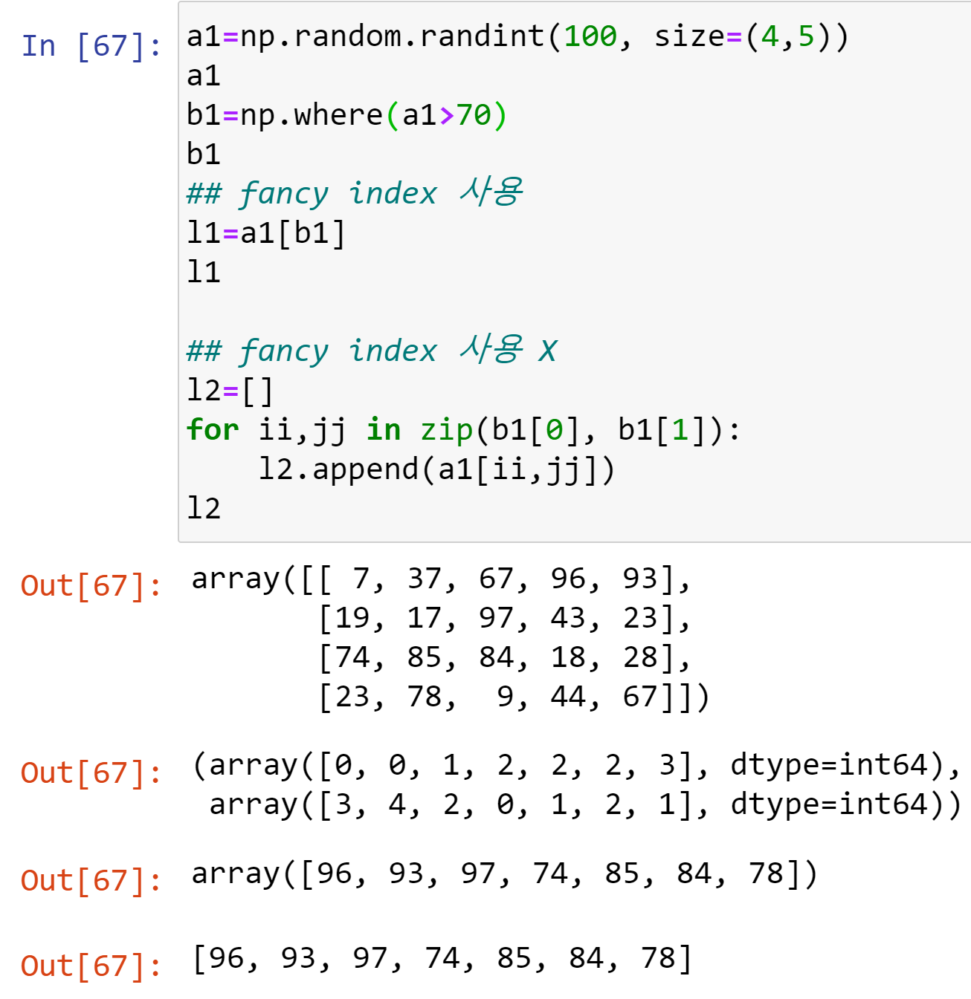 In [67]: a1=np.random.randint(100, size=(4,5))
a1
b1=np.where(a1>70)
b1
## fancy index 사용
l1=a1[b1]
l1

## fancy index 사용 X
l2=[]
for ii,jj in zip(b1[0], b1[1]):
    l2.append(a1[ii,jj])
l2
Out[67]: array([[ 7, 37, 67, 96, 93],
       [19, 17, 97, 43, 23],
       [74, 85, 84, 18, 28],
       [23, 78,  9, 44, 67]])
Out[67]: (array([0, 0, 1, 2, 2, 2, 3], dtype=int64),
 array([3, 4, 2, 0, 1, 2, 1], dtype=int64))
Out[67]: array([96, 93, 97, 74, 85, 84, 78])
Out[67]: [96, 93, 97, 74, 85, 84, 78]